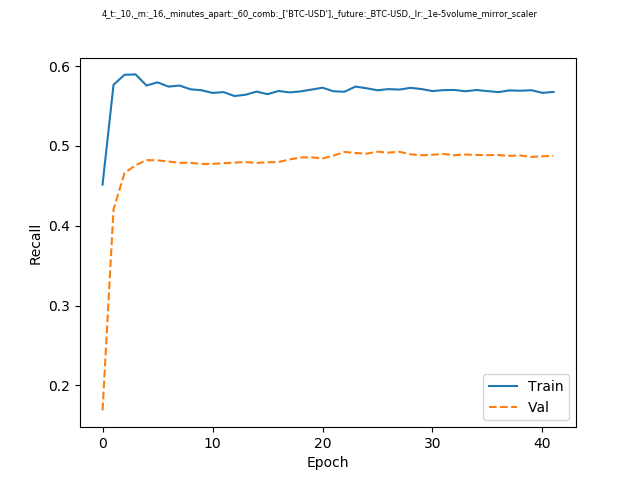 4_t:_10,_m:_16,_minutes_apart:_60_comb:_['BTC-USD'],_future:_BTC-USD,_lr:_1e-5volume_mirror_scaler
0.6
0.5
0.4
0.3
0.2
Recall
Train
Val
0 10 20 30 40
Epoch